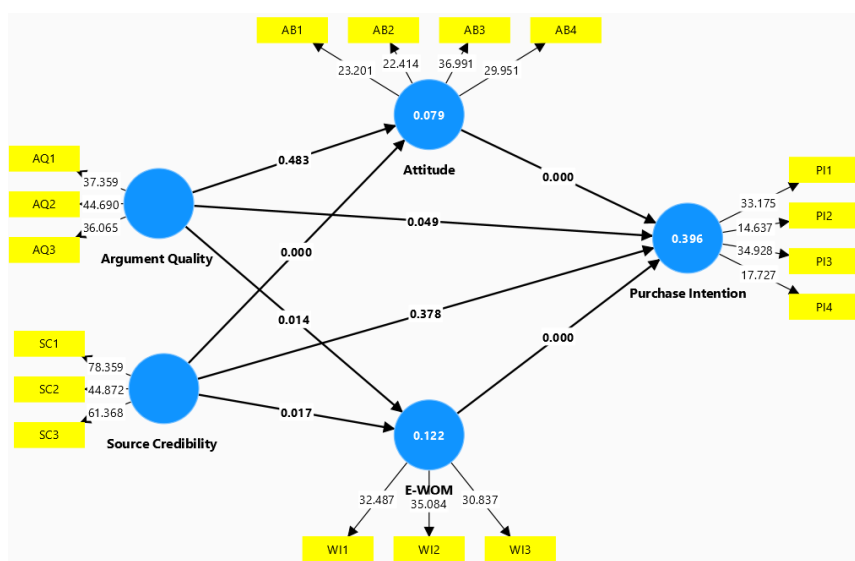 AB1 AB2 AB3 AB4
23.201 22.414 36.991 29.951
0.079
Attitude
AQ1
37.359
AQ2
44.690
AQ3
36.065
Argument Quality
0.483
0.000
0.049
PI1
33.175
PI2
14.637
0.396
34.928
PI3
17.727
PI4
Purchase Intention
0.000
0.014
0.378
0.000
SC1
78.359
SC2
44.872
SC3
61.368
Source Credibility
0.017
0.122
E-WOM
32.487 35.084 30.837
WI1 WI2 WI3